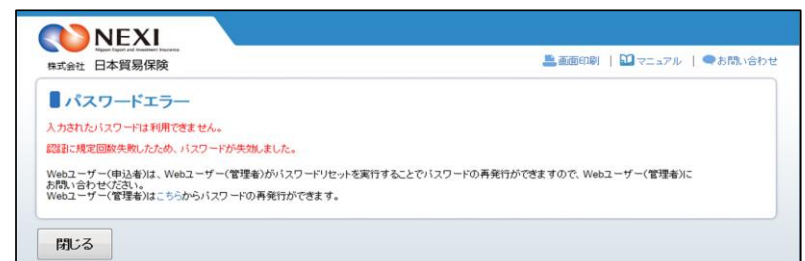 NEXI
Nippon Export and Investment Insurance
株式会社 日本貿易保険
画面印刷 | マニュアル | お問い合わせ
パスワードエラー
入力されたパスワードは利用できません。
認証に規定回数失敗したため、パスワードが失効しました。
Webユーザー(申込者)は、Webユーザー(管理者)がパスワードリセットを実行することでパスワードの再発行ができますので、Webユーザー(管理者)に
お問い合わせください。
Webユーザー(管理者)はこちらからパスワードの再発行ができます。
閉じる